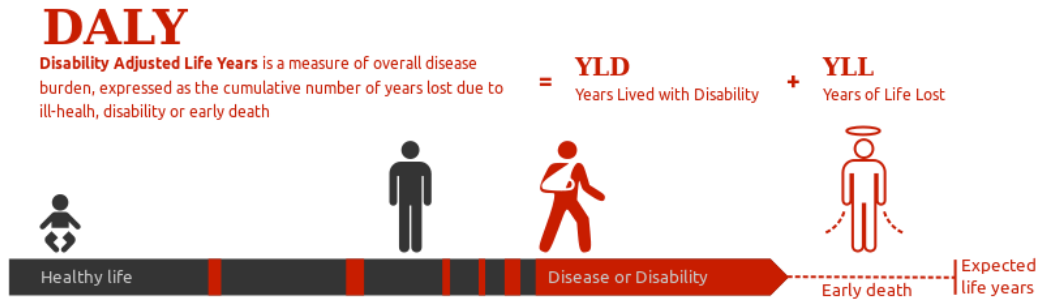 DALY
Disability Adjusted Life Years is a measure of overall disease
burden, expressed as the cumulative number of years lost due to
ill-healh, disability or early death
=
YLD
Years Lived with Disability
+
YLL
Years of Life Lost
Healthy life
Disease or Disability
Early death
Expected
life years